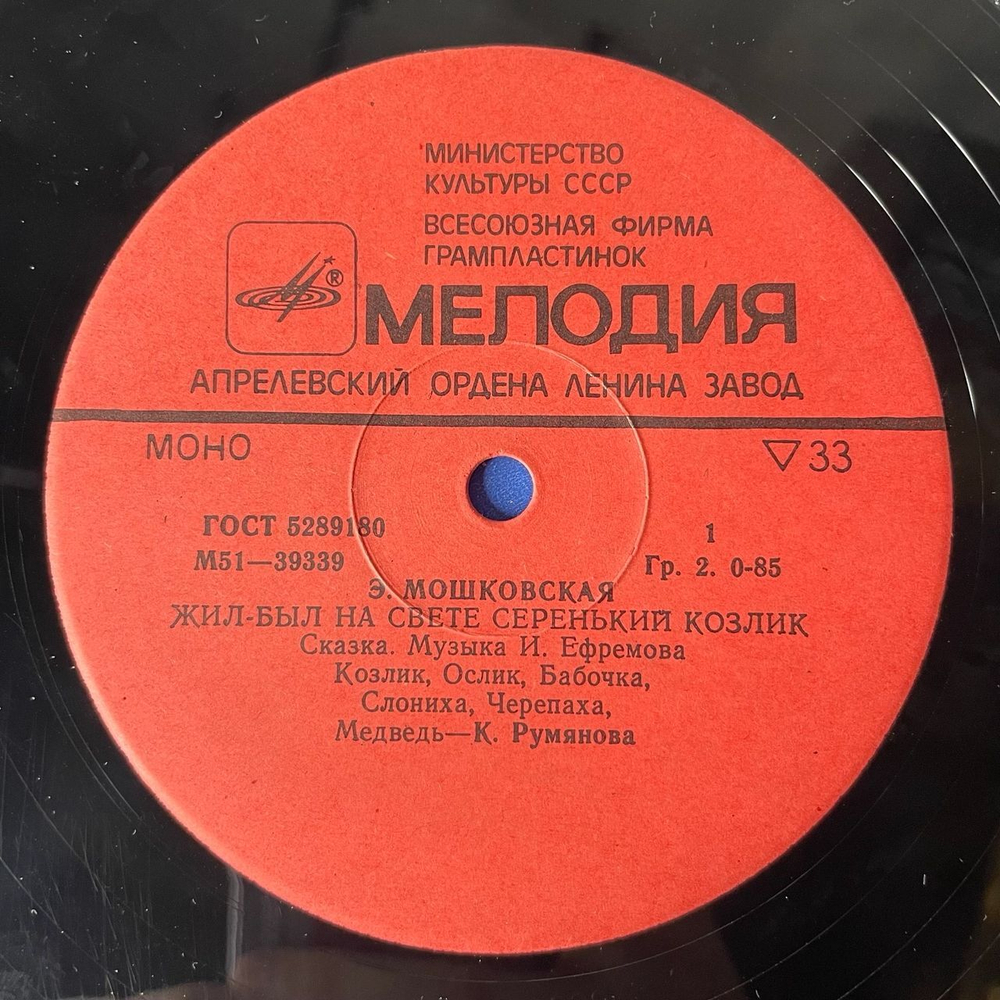 МИНИСТЕРСТВО
КУЛЬТУРЫ СССР
ВСЕСОЮЗНАЯ ФИРМА
ГРАМПЛАСТИНОК
®
МЕЛОДИЯ
АПРЕЛЕВСКИЙ ОРДЕНА ЛЕНИНА ЗАВОД
МОНО ▽33
ГОСТ 5289180 1
М51—39339 Гр. 2. 0-85
Э. МОШКОВСКАЯ
ЖИЛ-БЫЛ НА СВЕТЕ СЕРЕНЬКИЙ КОЗЛИК
Сказка. Музыка И. Ефремова
Козлик, Ослик, Бабочка,
Слониха, Черепаха,
Медведь—К. Румянова